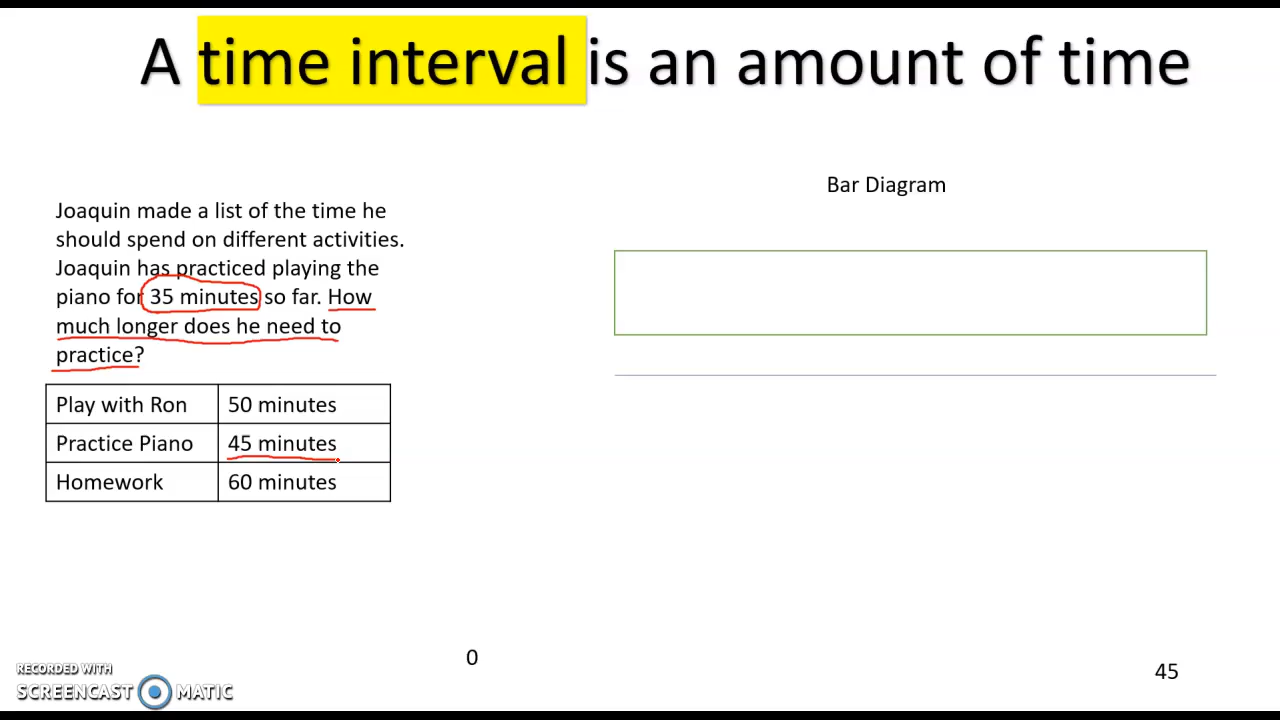 A time interval is an amount of time
Bar Diagram
Joaquin made a list of the time he
should spend on different activities.
Joaquin has practiced playing the
piano for 35 minutes so far. How
much longer does he need to
practice?
Play with Ron 50 minutes
Practice Piano 45 minutes
Homework 60 minutes
0
45
RECORDED WITH
SCREENCAST MATIC